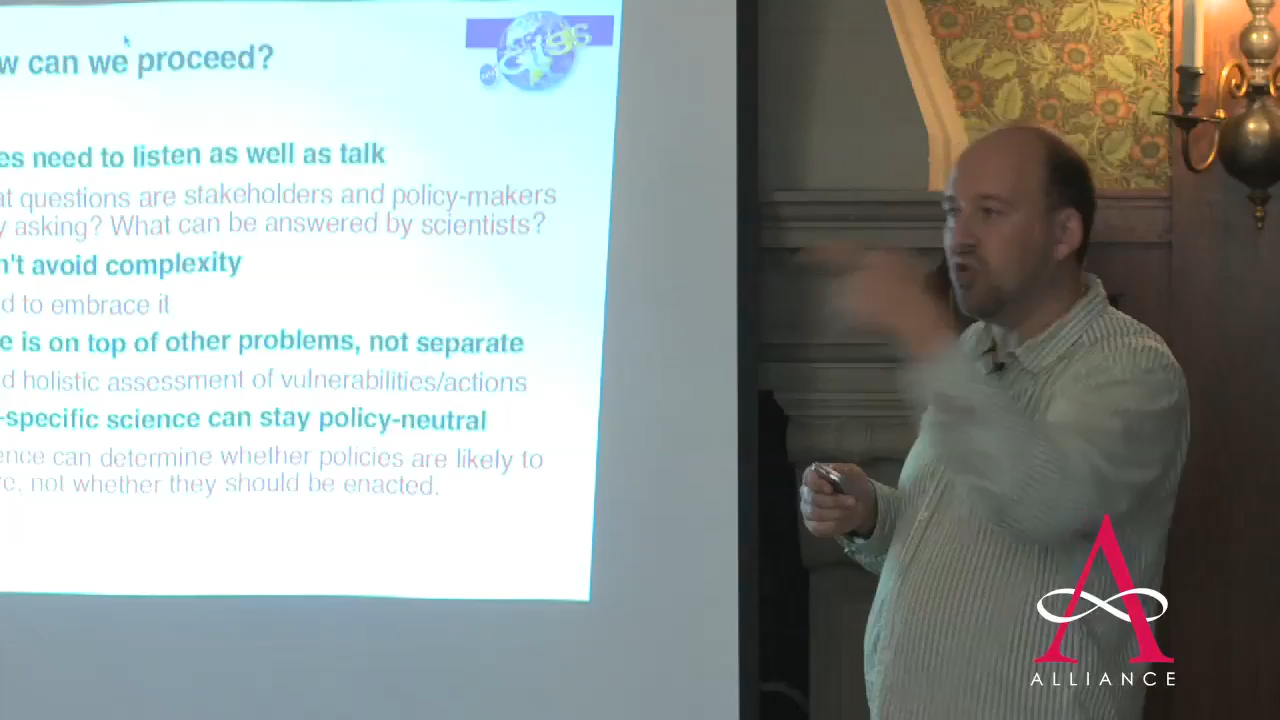 w can we proceed?
GISS
es need to listen as well as talk
at questions are stakeholders and policy-makers
y asking? What can be answered by scientists?
n't avoid complexity
d to embrace it
e is on top of other problems, not separate
d holistic assessment of vulnerabilities/actions
-specific science can stay policy-neutral
ence can determine whether policies are likely to
re, not whether they should be enacted.
A
ALLIANCE